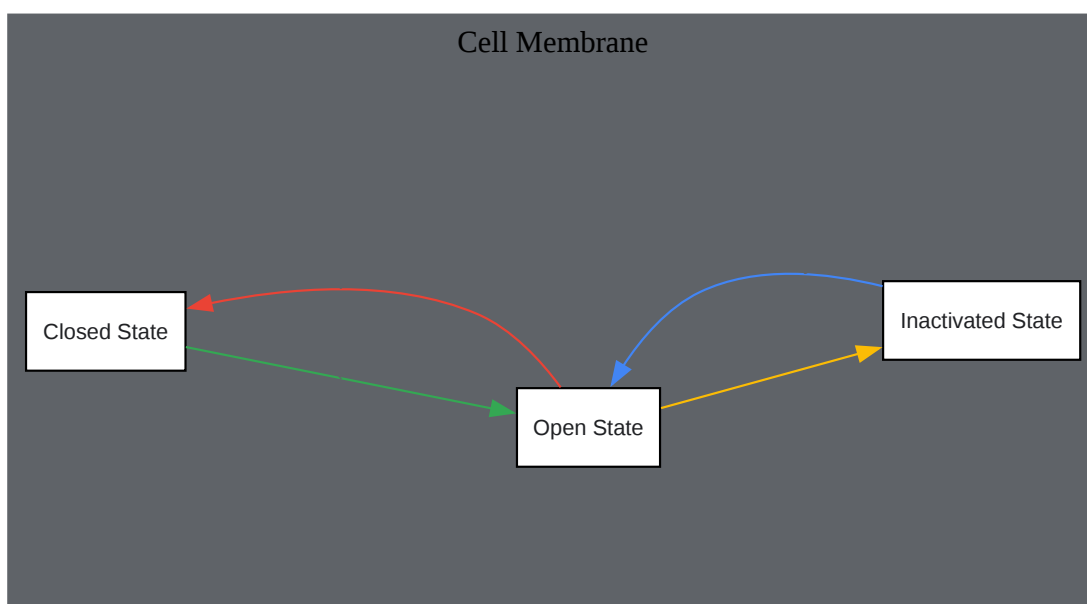 Cell Membrane
Closed State
Inactivated State
Open State